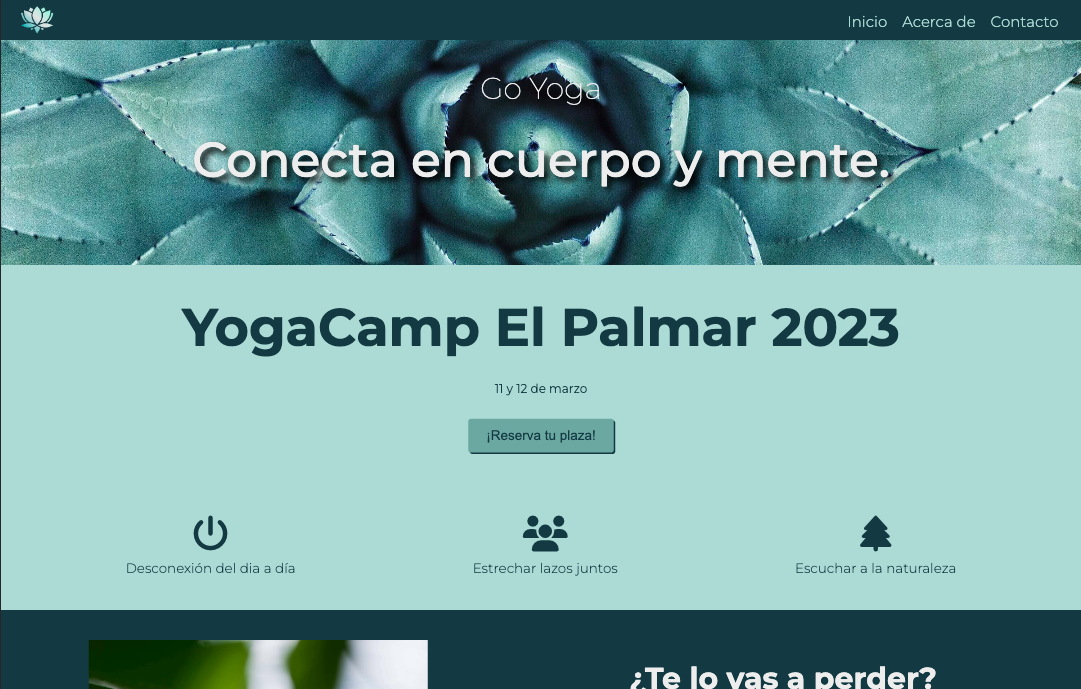 Inicio Acerca de Contacto
Go Yoga
Conecta en cuerpo y mente.
YogaCamp El Palmar 2023
11 y 12 de marzo
¡Reserva tu plaza!
Desconexión del dia a día
Estrechar lazos juntos
Escuchar a la naturaleza
¿Te lo vas a perder?